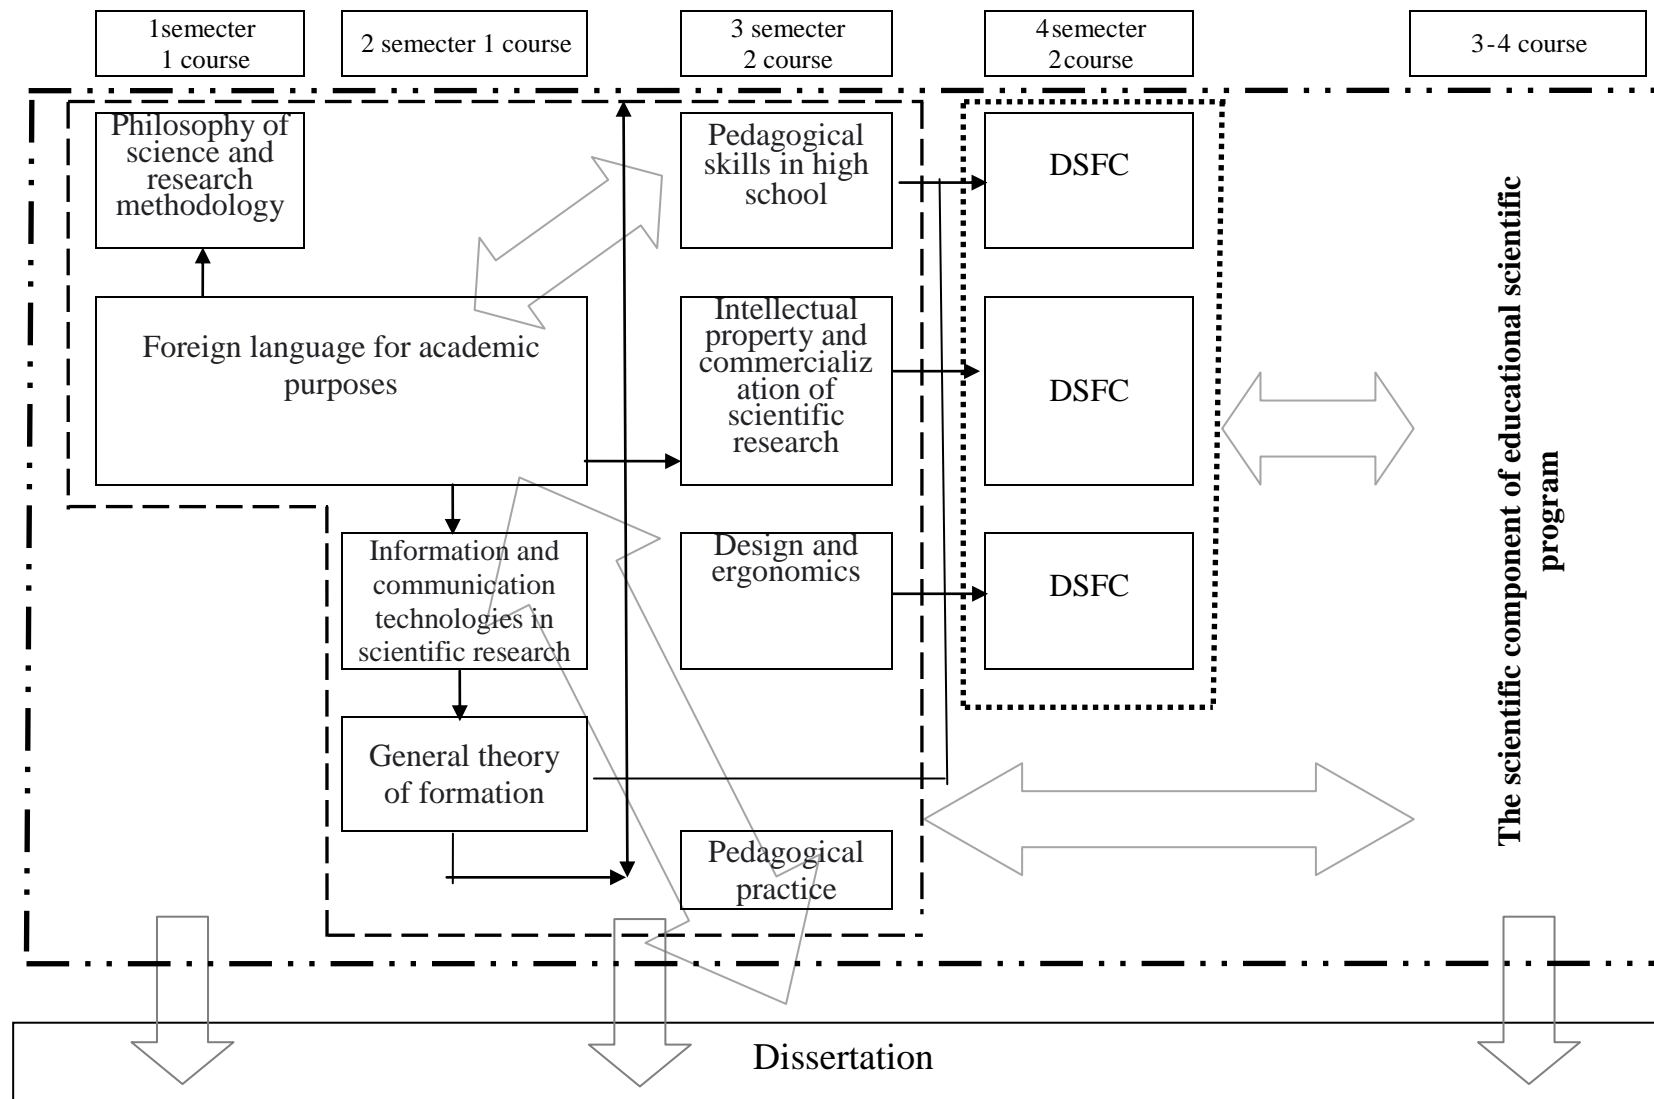 1semecter
1 course
2 semecter 1 course
3 semecter
2 course
4semecter
2course
3-4 course
Philosophy of
science and
research
methodology
Pedagogical
skills in high
school
DSFC
Foreign language for academic
purposes
Intellectual
property and
commercializ
ation of
scientific
research
DSFC
Information and
communication
technologies in
scientific research
Design and
ergonomics
DSFC
General theory
of formation
Pedagogical
practice
The scientific component of educational scientific
program
Dissertation